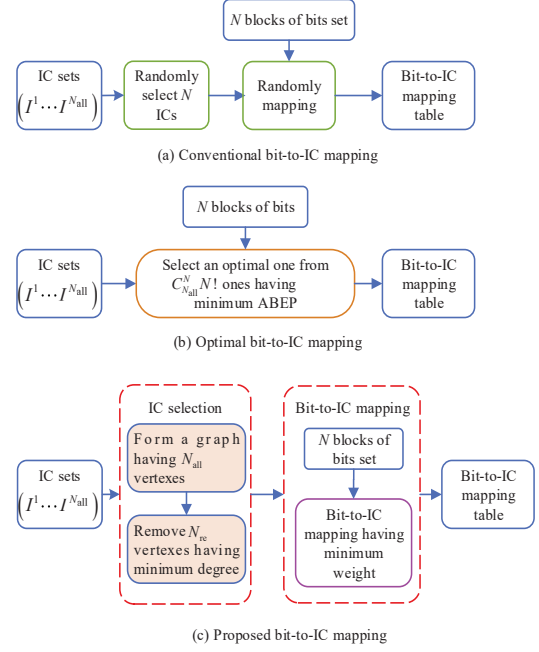 N blocks of bits set
IC sets
(I^1 ⋯ I^{N_all})
Randomly
select N
ICs
Randomly
mapping
Bit-to-IC
mapping
table
(a) Conventional bit-to-IC mapping
N blocks of bits
IC sets
(I^1 ⋯ I^{N_all})
Select an optimal one from
C^N_{N_all} N! ones having
minimum ABEP
Bit-to-IC
mapping
table
(b) Optimal bit-to-IC mapping
IC selection
Bit-to-IC mapping
IC sets
(I^1 ⋯ I^{N_all})
Form a graph
having N_all
vertexes
Remove N_re
vertexes having
minimum degree
N blocks of
bits set
Bit-to-IC
mapping having
minimum
weight
Bit-to-IC
mapping
table
(c) Proposed bit-to-IC mapping